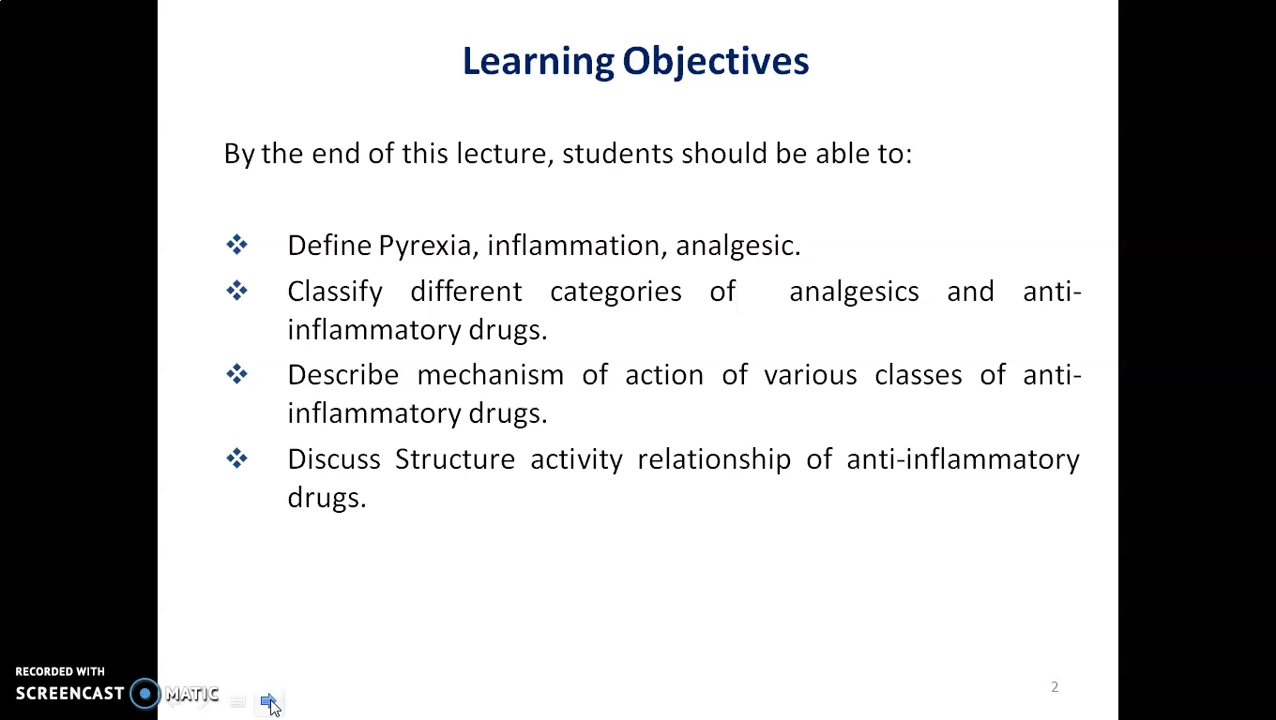 Learning Objectives
By the end of this lecture, students should be able to:
Define Pyrexia, inflammation, analgesic.
Classify different categories of analgesics and anti-
inflammatory drugs.
Describe mechanism of action of various classes of anti-
inflammatory drugs.
Discuss Structure activity relationship of anti-inflammatory
drugs.
RECORDED WITH
SCREENCAST MATIC
2